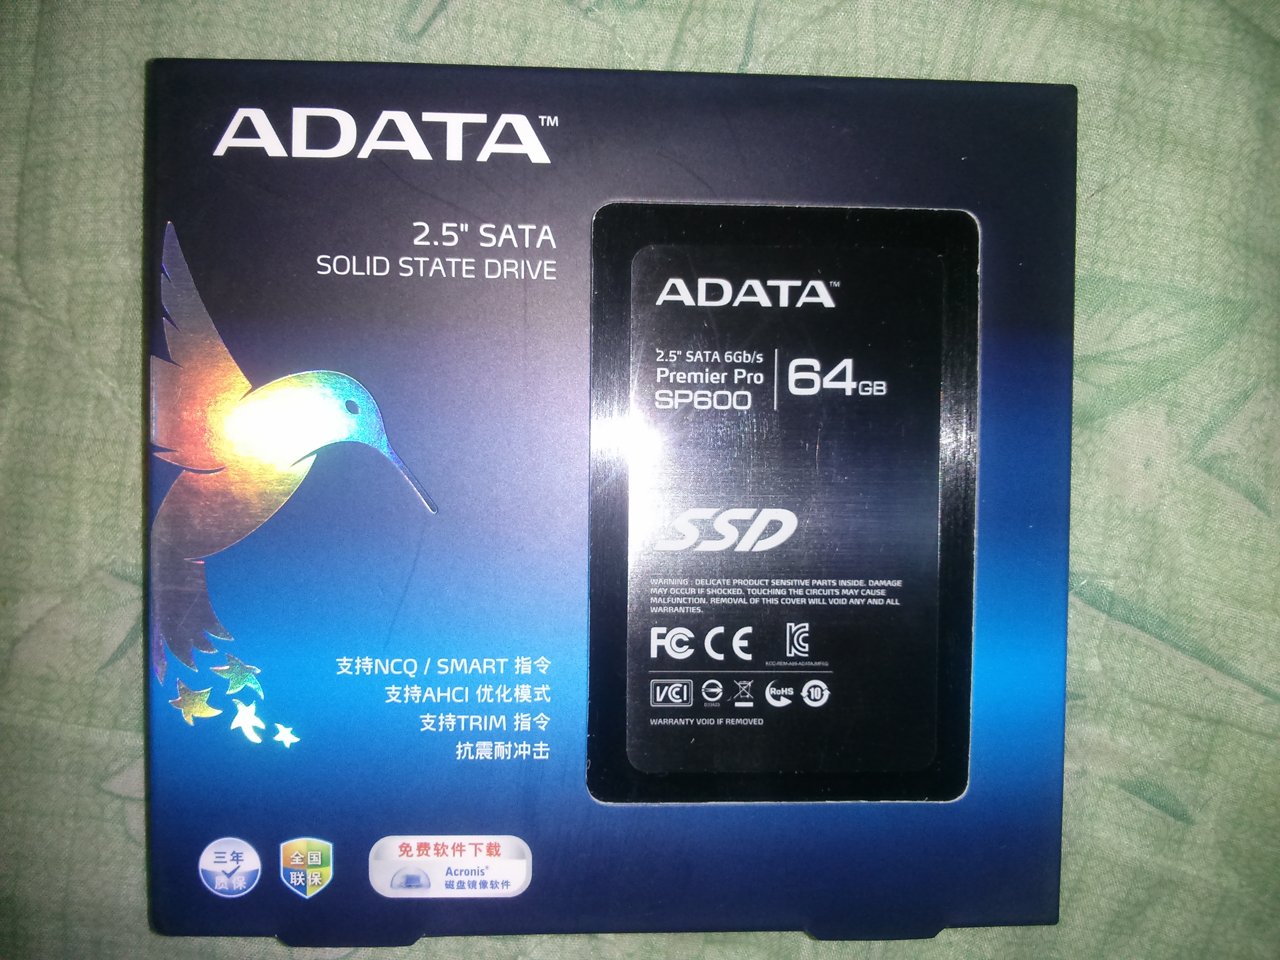 ADATA™
2.5" SATA
SOLID STATE DRIVE
支持NCQ / SMART 指令
支持AHCI 优化模式
支持TRIM 指令
抗震耐冲击
三年
质保
全国
联保
免费软件下载
Acronis®
磁盘镜像软件
ADATA™
2.5" SATA 6Gb/s
Premier Pro
SP600
64GB
SSD
WARNING : DELICATE PRODUCT SENSITIVE PARTS INSIDE. DAMAGE
MAY OCCUR IF SHOCKED. TOUCHING THE CIRCUITS MAY CAUSE
MALFUNCTION. REMOVAL OF THIS COVER WILL VOID ANY AND ALL
WARRANTIES.
FC CE
VCCI
RoHS
10
WARRANTY VOID IF REMOVED